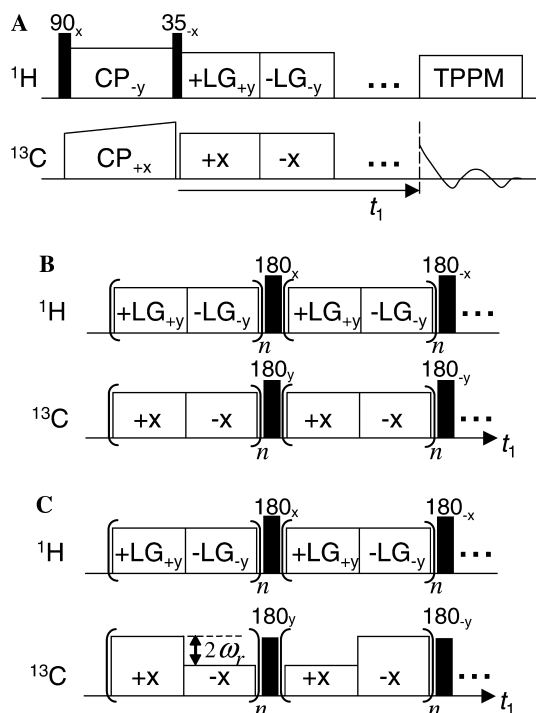 A
90x 35-x
1H CP-y +LG+y -LG-y ... TPPM
13C CP+x +x -x ...
t1
B
180x 180-x
1H (+LG+y -LG-y)n (+LG+y -LG-y)n ...
180y 180-y
13C (+x -x)n (+x -x)n ... t1
C
180x 180-x
1H (+LG+y -LG-y)n (+LG+y -LG-y)n ...
180y 180-y
2ωr
13C (+x -x)n (+x -x)n ...
t1